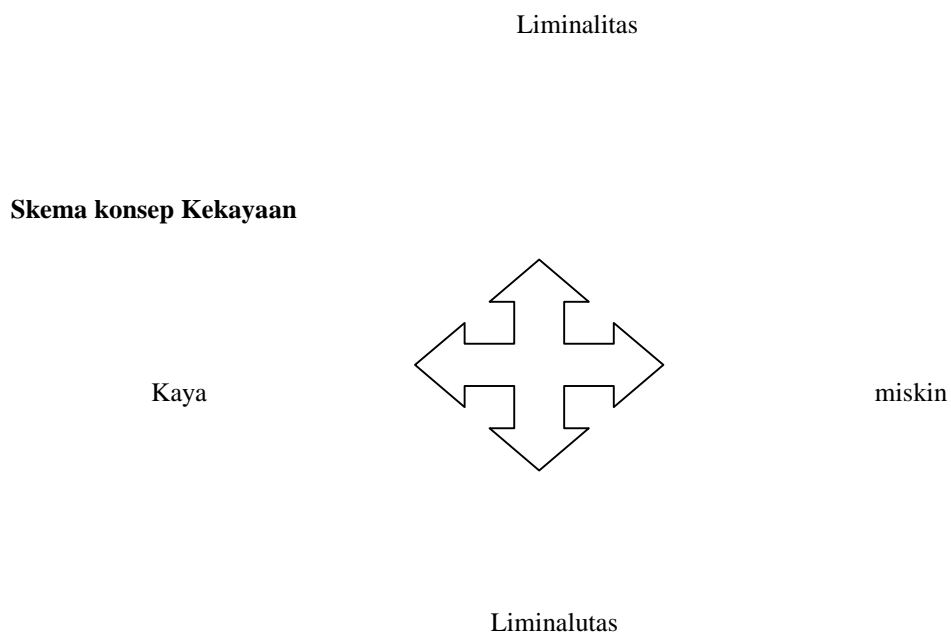 Liminalitas
Skema konsep Kekayaan
Kaya
miskin
Liminalutas